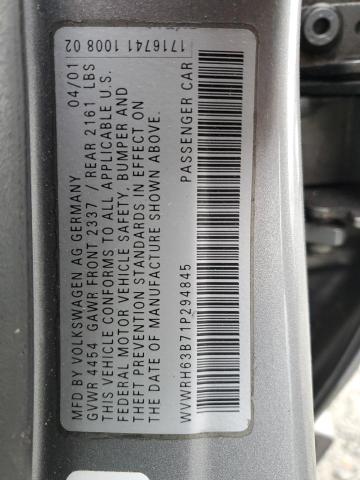 1716741 1008 02
MFD BY VOLKSWAGEN AG GERMANY 04/01
GVWR 4454 GAWR FRONT 2337 / REAR 2161 LBS
THIS VEHICLE CONFORMS TO ALL APPLICABLE U.S.
FEDERAL MOTOR VEHICLE SAFETY, BUMPER AND
THEFT PREVENTION STANDARDS IN EFFECT ON
THE DATE OF MANUFACTURE SHOWN ABOVE.
WVWRH63B71P294845 PASSENGER CAR